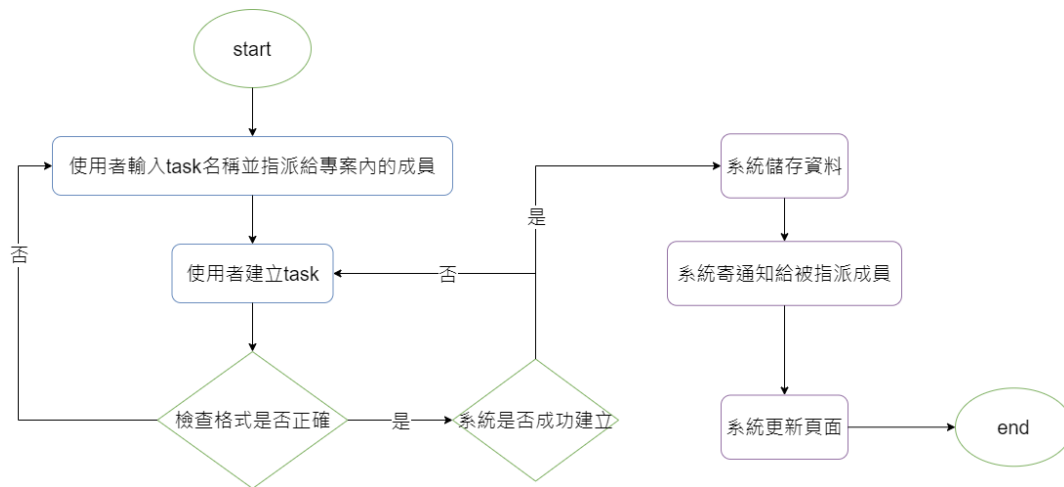 start
使用者輸入task名稱並指派給專案內的成員
否
使用者建立task
檢查格式是否正確
是
系統是否成功建立
否
是
系統儲存資料
系統寄通知給被指派成員
系統更新頁面
end